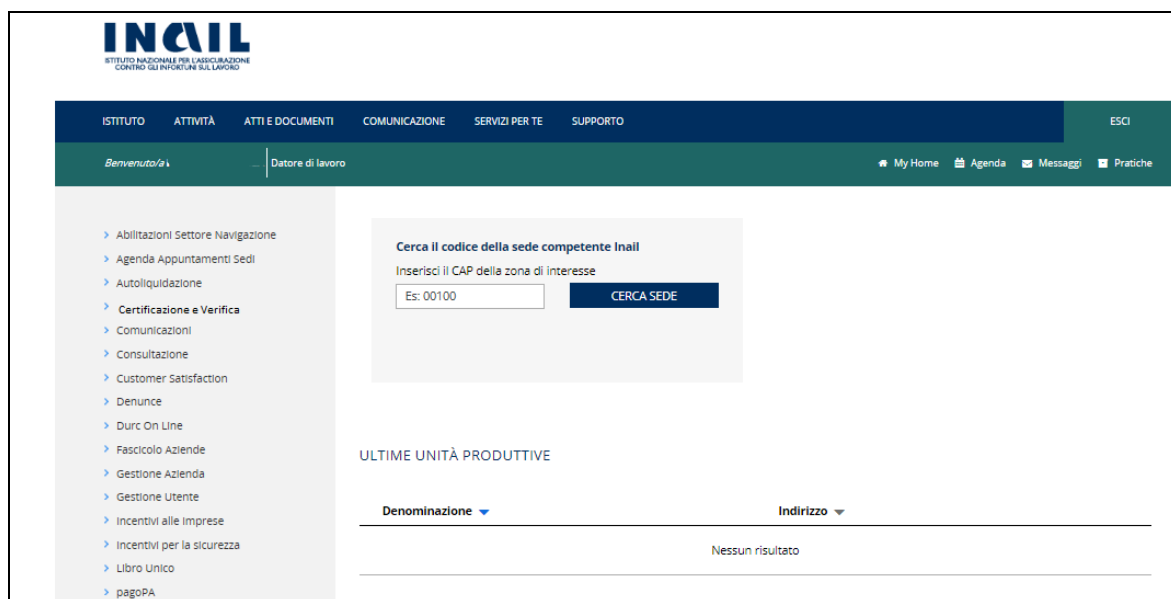 INAIL
ISTITUTO NAZIONALE PER L'ASSICURAZIONE
CONTRO GLI INFORTUNI SUL LAVORO
ISTITUTO ATTIVITÀ ATTI E DOCUMENTI COMUNICAZIONE SERVIZI PER TE SUPPORTO ESCI
Benvenuto/a Datore di lavoro My Home Agenda Messaggi Pratiche
Abilitazioni Settore Navigazione
Agenda Appuntamenti Sedi
Autoliquidazione
Certificazione e Verifica
Comunicazioni
Consultazione
Customer Satisfaction
Denunce
Durc On Line
Fascicolo Aziende
Gestione Azienda
Gestione Utente
Incentivi alle Imprese
Incentivi per la sicurezza
Libro Unico
pagoPA
Cerca il codice della sede competente Inail
Inserisci il CAP della zona di interesse
Es: 00100 CERCA SEDE
ULTIME UNITÀ PRODUTTIVE
Denominazione Indirizzo
Nessun risultato